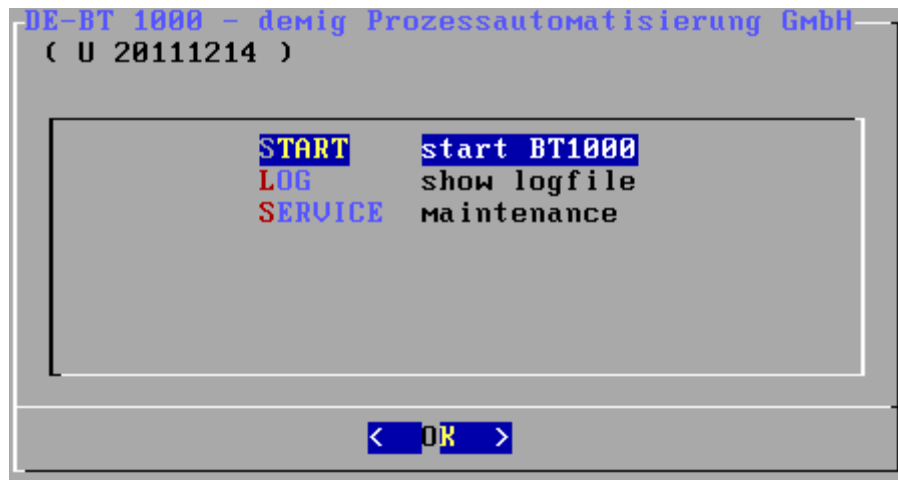 DE-BT 1000 - demig Prozessautomatisierung GmbH
( U 20111214 )
START start BT1000
LOG show logfile
SERVICE maintenance
< OK >